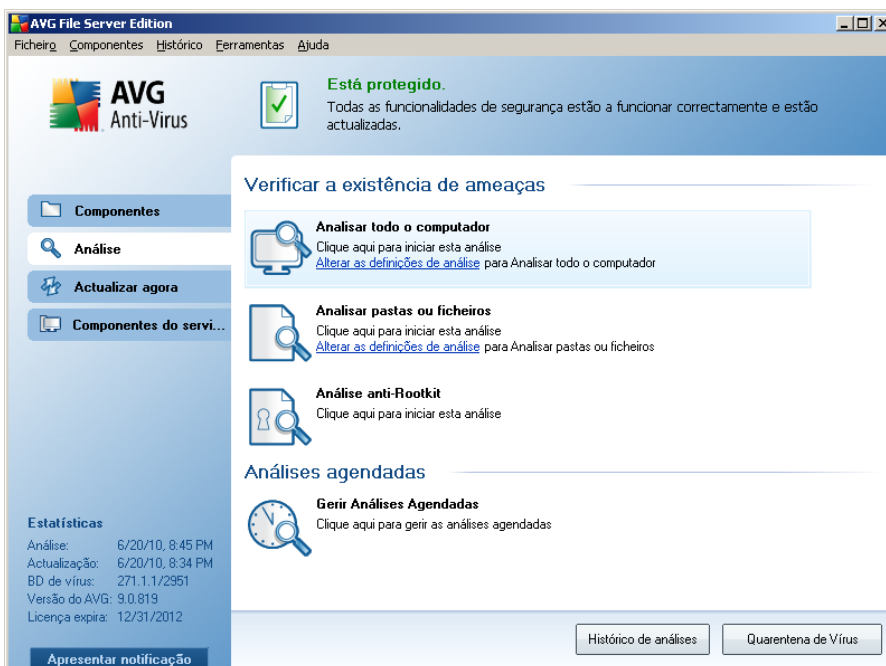 AVG File Server Edition
Ficheiro Componentes Histórico Ferramentas Ajuda
AVG
Anti-Virus
Está protegido.
Todas as funcionalidades de segurança estão a funcionar correctamente e estão
actualizadas.
Componentes
Análise
Actualizar agora
Componentes do servi...
Verificar a existência de ameaças
Analisar todo o computador
Clique aqui para iniciar esta análise
Alterar as definições de análise para Analisar todo o computador
Analisar pastas ou ficheiros
Clique aqui para iniciar esta análise
Alterar as definições de análise para Analisar pastas ou ficheiros
Análise anti-Rootkit
Clique aqui para iniciar esta análise
Análises agendadas
Gerir Análises Agendadas
Clique aqui para gerir as análises agendadas
Estatísticas
Análise: 6/20/10, 8:45 PM
Actualização: 6/20/10, 8:34 PM
BD de vírus: 271.1.1/2951
Versão do AVG: 9.0.819
Licença expira: 12/31/2012
Apresentar notificação
Histórico de análises
Quarentena de Vírus